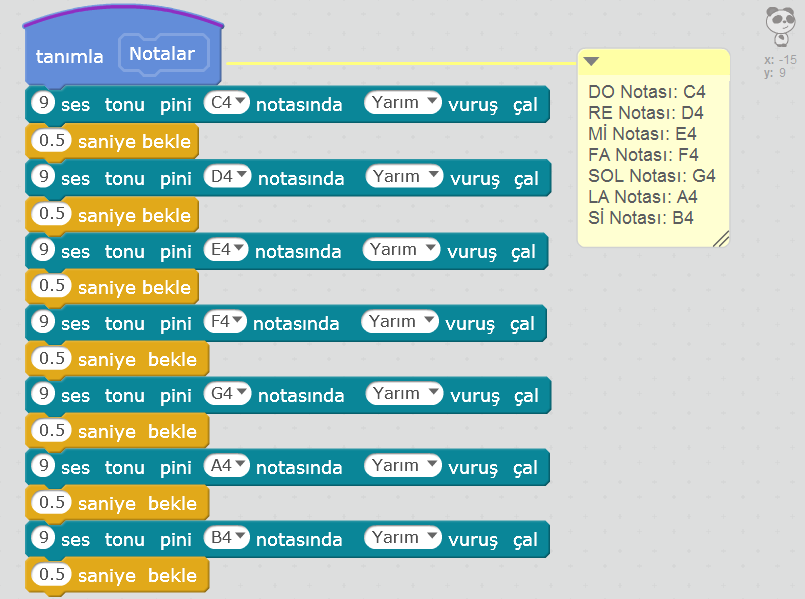 tanımla Notalar
9 ses tonu pini C4 notasında Yarım vuruş çal
0.5 saniye bekle
9 ses tonu pini D4 notasında Yarım vuruş çal
0.5 saniye bekle
9 ses tonu pini E4 notasında Yarım vuruş çal
0.5 saniye bekle
9 ses tonu pini F4 notasında Yarım vuruş çal
0.5 saniye bekle
9 ses tonu pini G4 notasında Yarım vuruş çal
0.5 saniye bekle
9 ses tonu pini A4 notasında Yarım vuruş çal
0.5 saniye bekle
9 ses tonu pini B4 notasında Yarım vuruş çal
0.5 saniye bekle
DO Notası: C4
RE Notası: D4
Mİ Notası: E4
FA Notası: F4
SOL Notası: G4
LA Notası: A4
Sİ Notası: B4
x: -15
y: 9